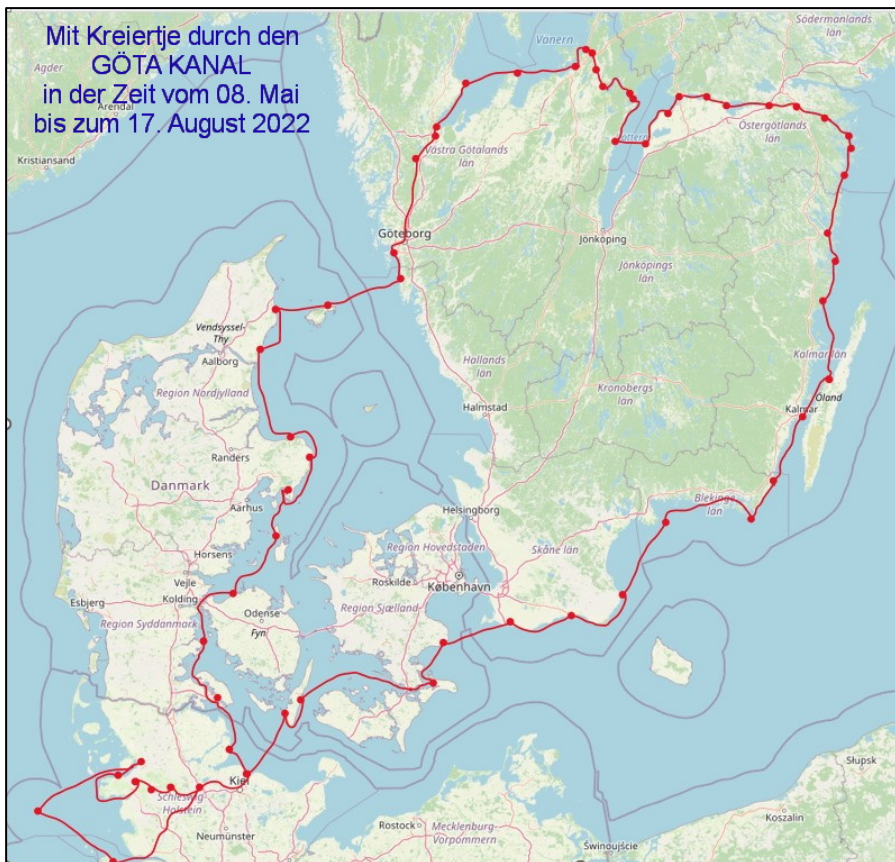 Mit Kreiertje durch den
GÖTA KANAL
in der Zeit vom 08. Mai
bis zum 17. August 2022
Södermanlands
län
Vänern
Agder
Arendal
Kristiansand
Vättern
Östergötlands
län
Västra Götalands
län
Göteborg
Jönköping
Jönköpings
län
Vendsyssel-
Thy
Aalborg
Region Nordjylland
Hallands
län
Kalmar län
Öland
Kronobergs
län
Halmstad
Kalmar
Randers
Danmark
Aarhus
Blekinge
län
Helsingborg
Region Hovedstaden
Skåne län
Horsens
Roskilde
København
Vejle
Kolding
Esbjerg
Region Syddanmark
Odense
Fyn
Region Sjælland
Kiel
Schleswig-
Holstein
Neumünster
Rostock
Mecklenburg-
Vorpommern
Słupsk
Koszalin
Świnoujście